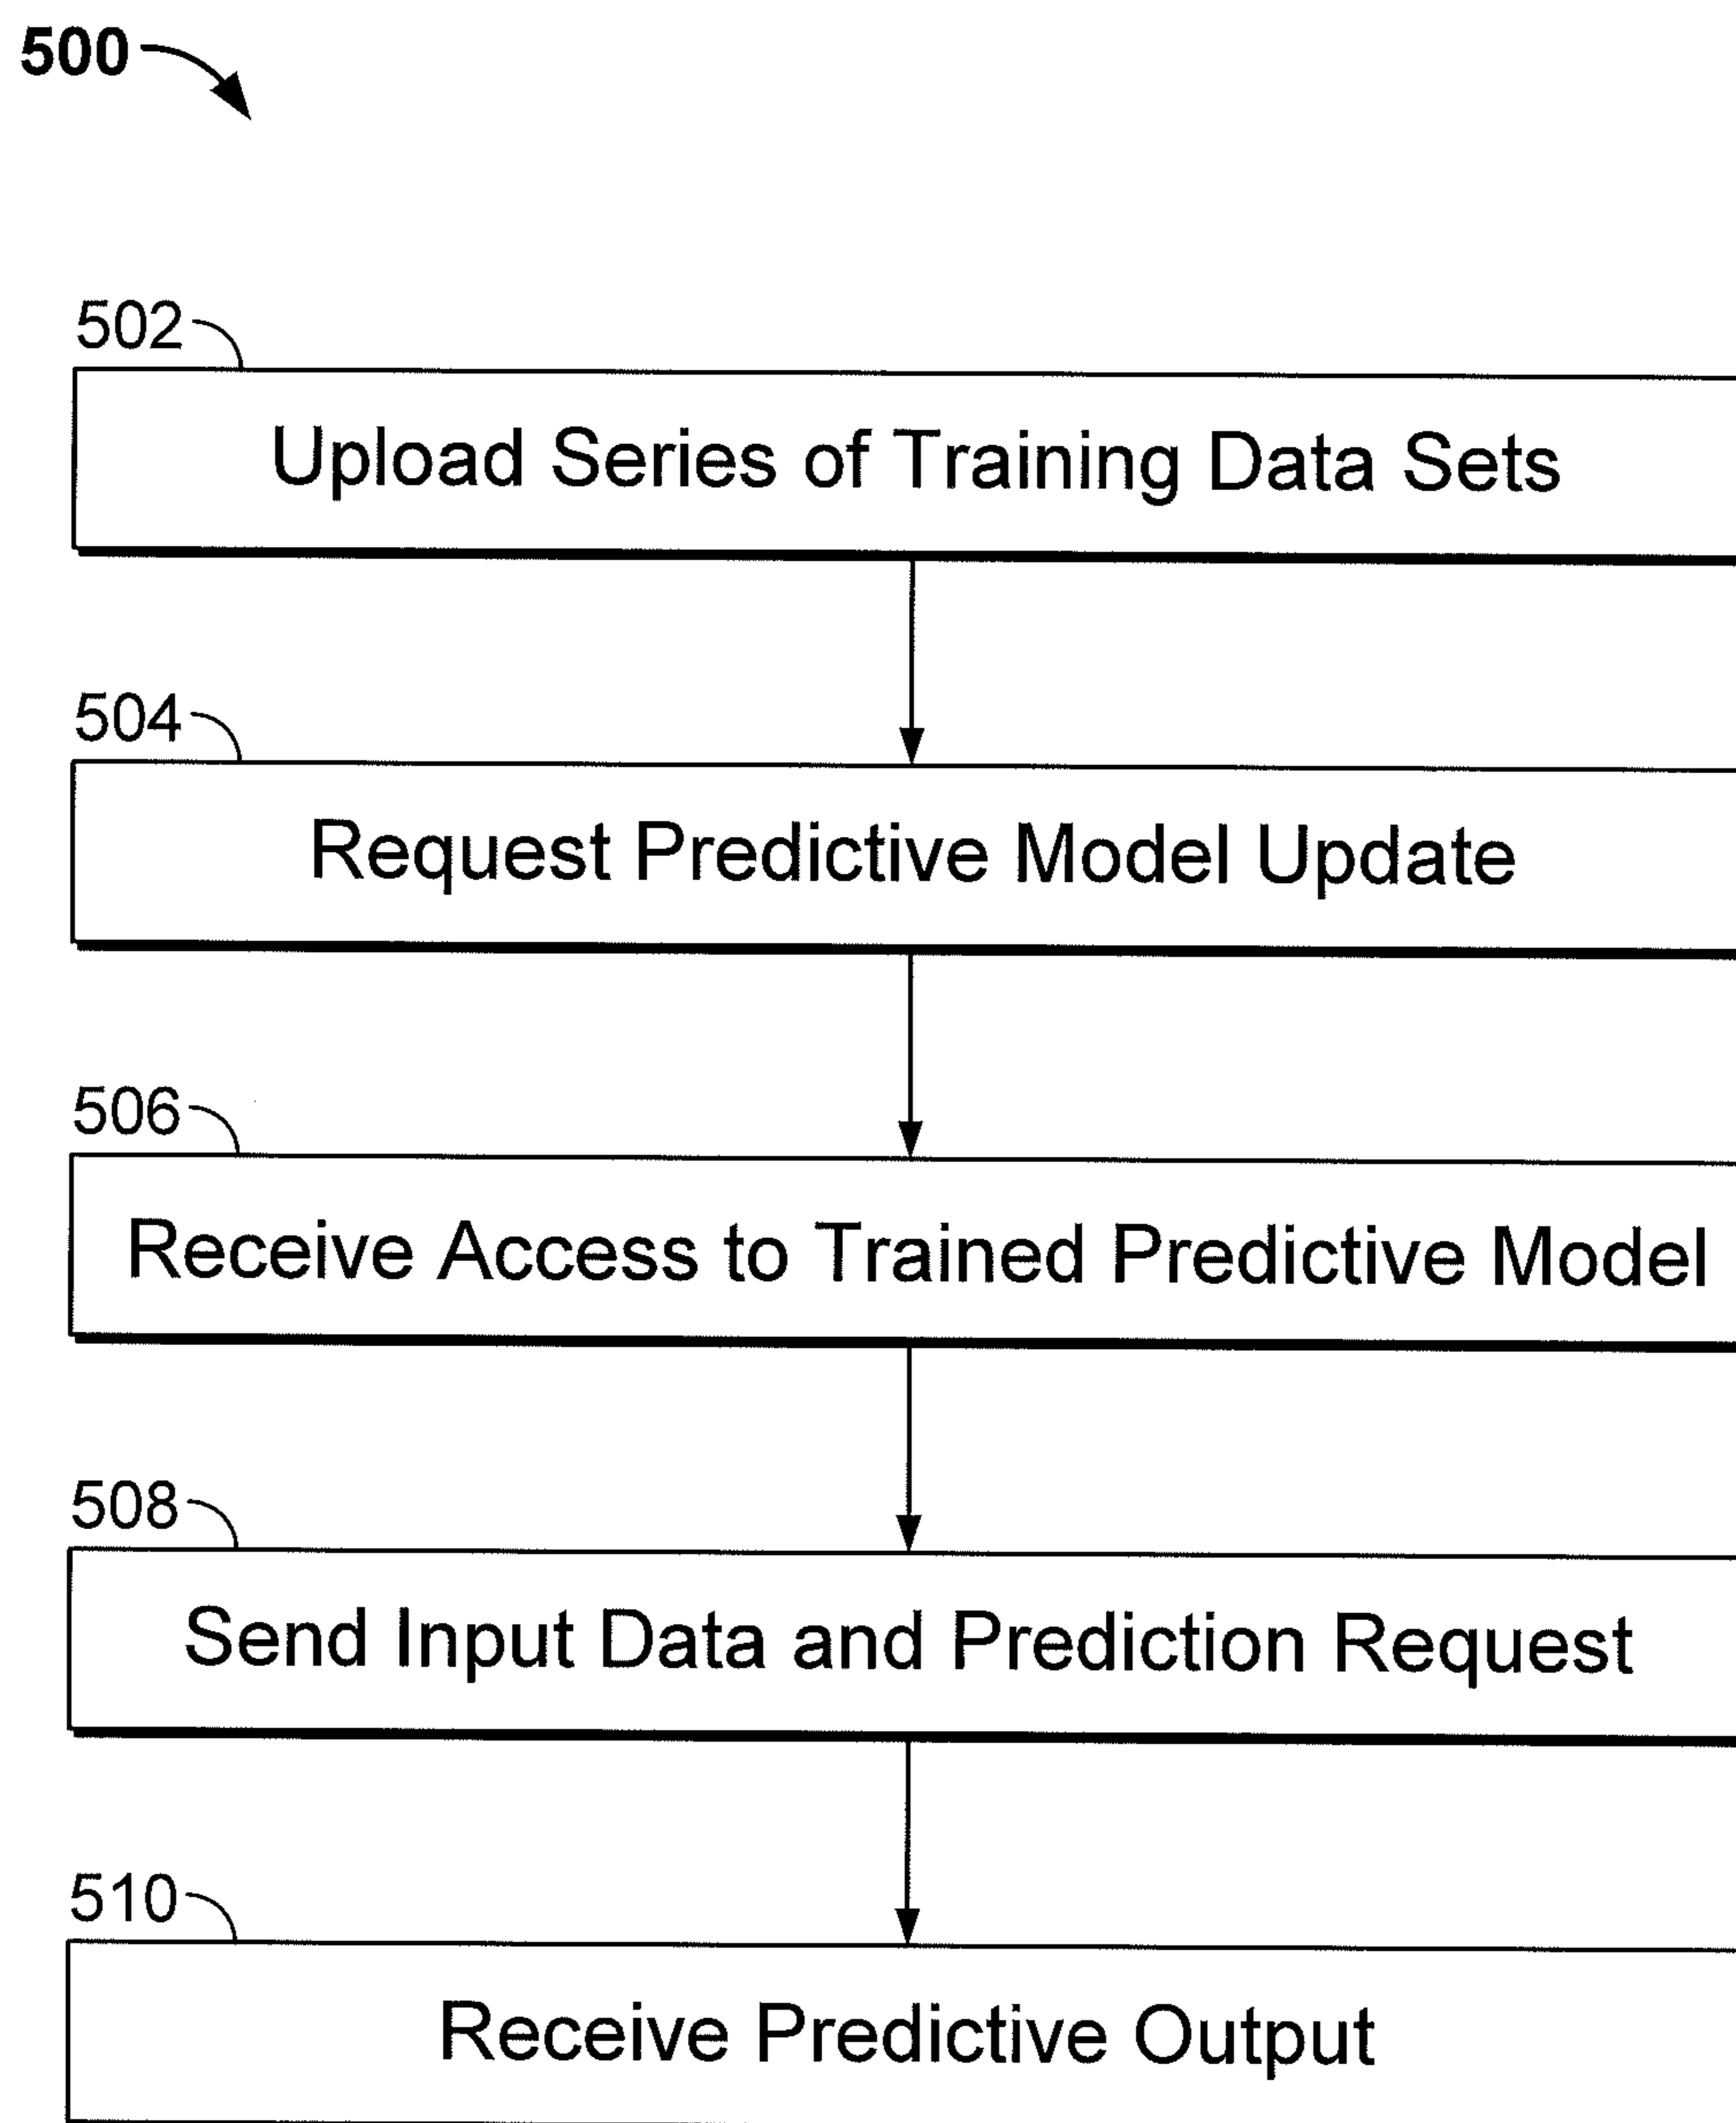 500
502
Upload Series of Training Data Sets
504
Request Predictive Model Update
506
Receive Access to Trained Predictive Model
508
Send Input Data and Prediction Request
510
Receive Predictive Output